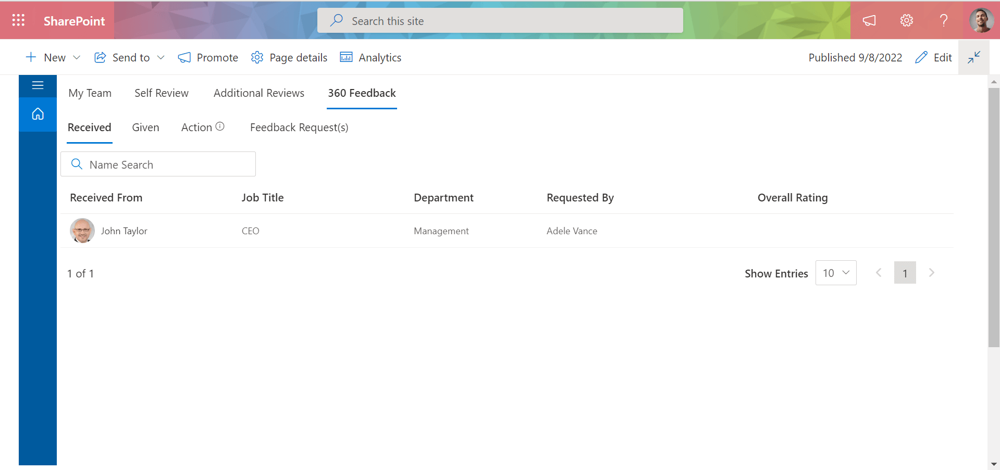 SharePoint
Search this site
New
Send to
Promote
Page details
Analytics
Published 9/8/2022
Edit
My Team
Self Review
Additional Reviews
360 Feedback
Received
Given
Action
Feedback Request(s)
Name Search
Received From
Job Title
Department
Requested By
Overall Rating
John Taylor
CEO
Management
Adele Vance
1 of 1
Show Entries
10
1